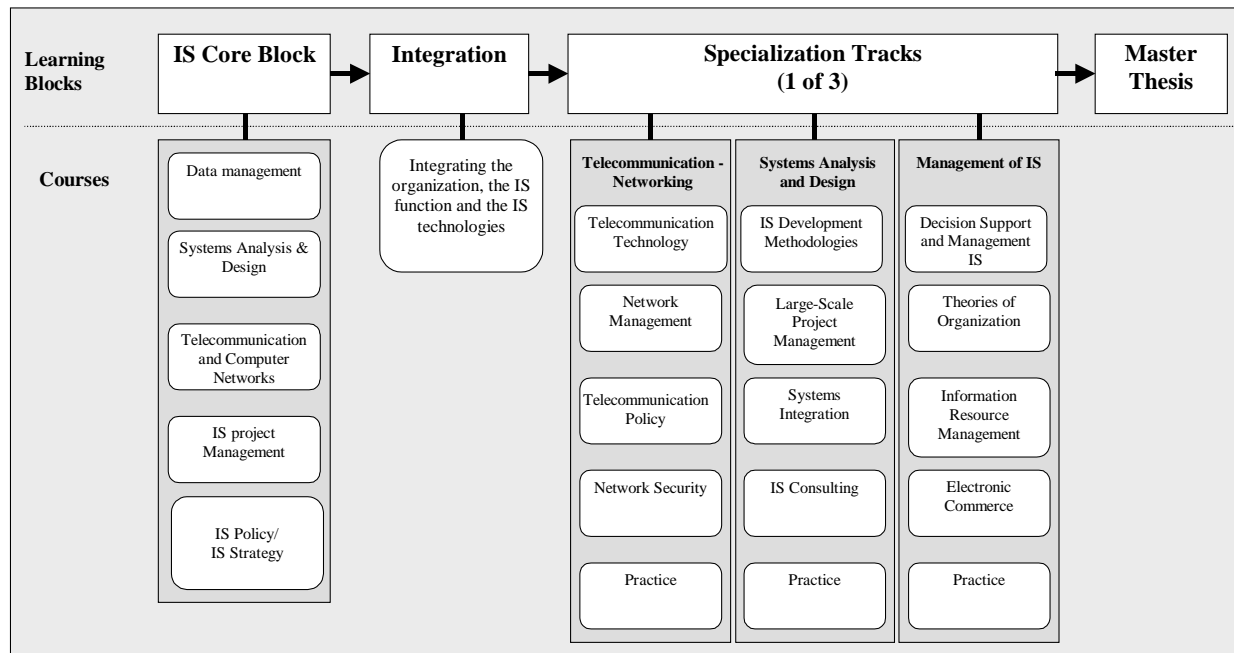 Learning
Blocks
IS Core Block
Integration
Specialization Tracks
(1 of 3)
Master
Thesis
Courses
Data management
Systems Analysis &
Design
Telecommunication
and Computer
Networks
IS project
Management
IS Policy/
IS Strategy
Integrating the
organization, the IS
function and the IS
technologies
Telecommunication -
Networking
Telecommunication
Technology
Network
Management
Telecommunication
Policy
Network Security
Practice
Systems Analysis
and Design
IS Development
Methodologies
Large-Scale
Project
Management
Systems
Integration
IS Consulting
Practice
Management of IS
Decision Support
and Management
IS
Theories of
Organization
Information
Resource
Management
Electronic
Commerce
Practice